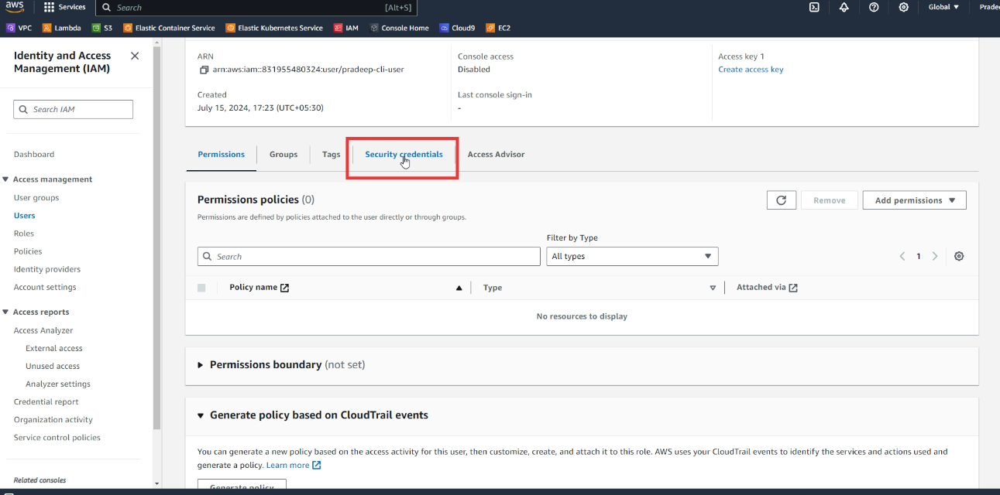 aws
Services
Search
[Alt+S]
Global
VPC
Lambda
S3
Elastic Container Service
Elastic Kubernetes Service
IAM
Console Home
Cloud9
EC2
Identity and Access
Management (IAM)
Search IAM
Dashboard
Access management
User groups
Users
Roles
Policies
Identity providers
Account settings
Access reports
Access Analyzer
External access
Unused access
Analyzer settings
Credential report
Organization activity
Service control policies
Related consoles
ARN
arn:aws:iam::831955480324:user/pradeep-cli-user
Created
July 15, 2024, 17:23 (UTC+05:30)
Console access
Disabled
Last console sign-in
-
Access key 1
Create access key
Permissions
Groups
Tags
Security credentials
Access Advisor
Permissions policies (0)
Permissions are defined by policies attached to the user directly or through groups.
Remove
Add permissions
Filter by Type
Search
All types
1
Policy name
Type
Attached via
No resources to display
Permissions boundary (not set)
Generate policy based on CloudTrail events
You can generate a new policy based on the access activity for this user, then customize, create, and attach it to this role. AWS uses your CloudTrail events to identify the services and actions used and
generate a policy. Learn more
Generate policy